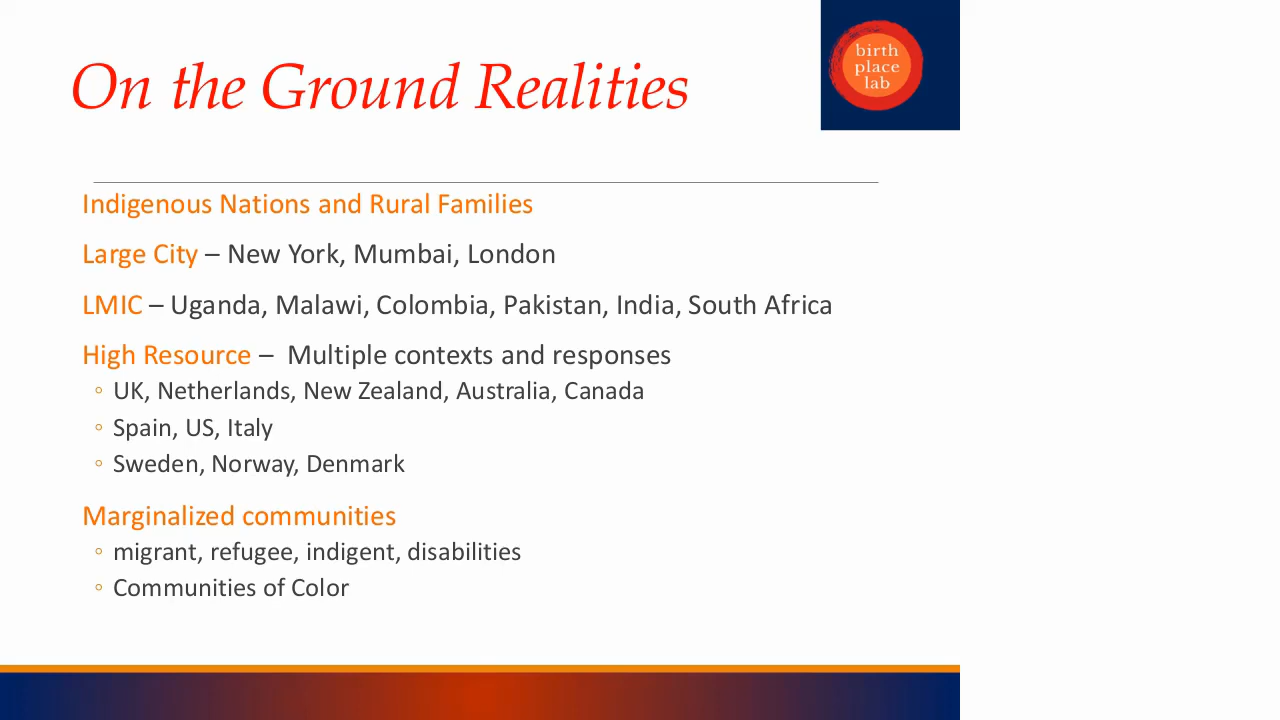 On the Ground Realities
birth
place
lab
Indigenous Nations and Rural Families
Large City – New York, Mumbai, London
LMIC – Uganda, Malawi, Colombia, Pakistan, India, South Africa
High Resource – Multiple contexts and responses
◦ UK, Netherlands, New Zealand, Australia, Canada
◦ Spain, US, Italy
◦ Sweden, Norway, Denmark
Marginalized communities
◦ migrant, refugee, indigent, disabilities
◦ Communities of Color